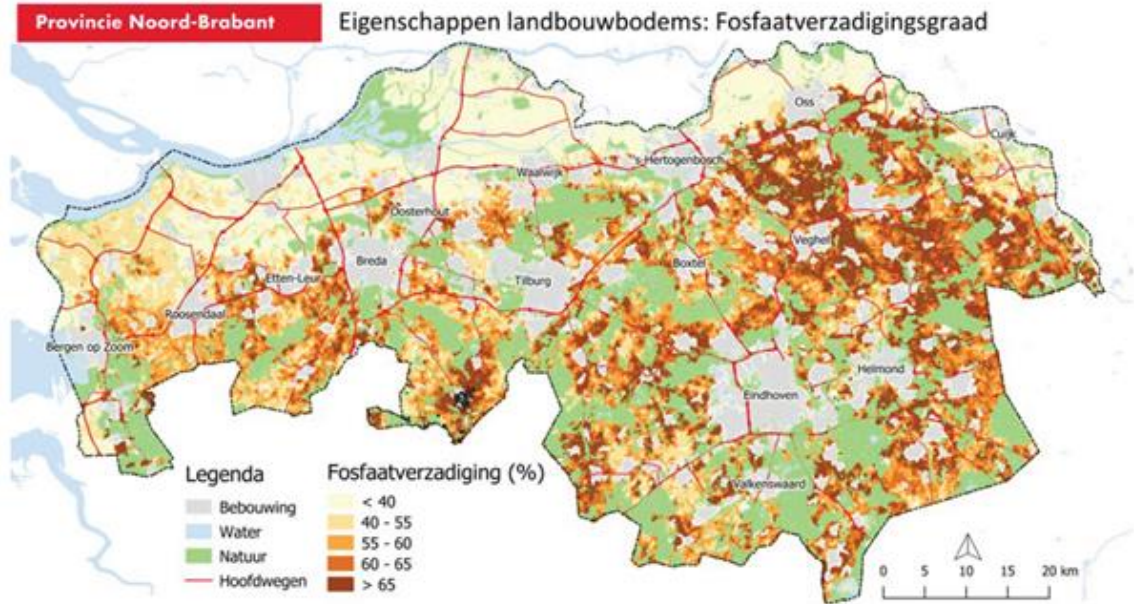 Provincie Noord-Brabant
Eigenschappen landbouwbodems: Fosfaatverzadigingsgraad
Oss
Cuijk
's-Hertogenbosch
Waalwijk
Oosterhout
Veghel
Breda
Boxtel
Etten-Leur
Tilburg
Roosendaal
Bergen op Zoom
Helmond
Eindhoven
Valkenswaard
Legenda
Bebouwing
Water
Natuur
Hoofdwegen
Fosfaatverzadiging (%)
< 40
40 - 55
55 - 60
60 - 65
> 65
0 5 10 15 20 km